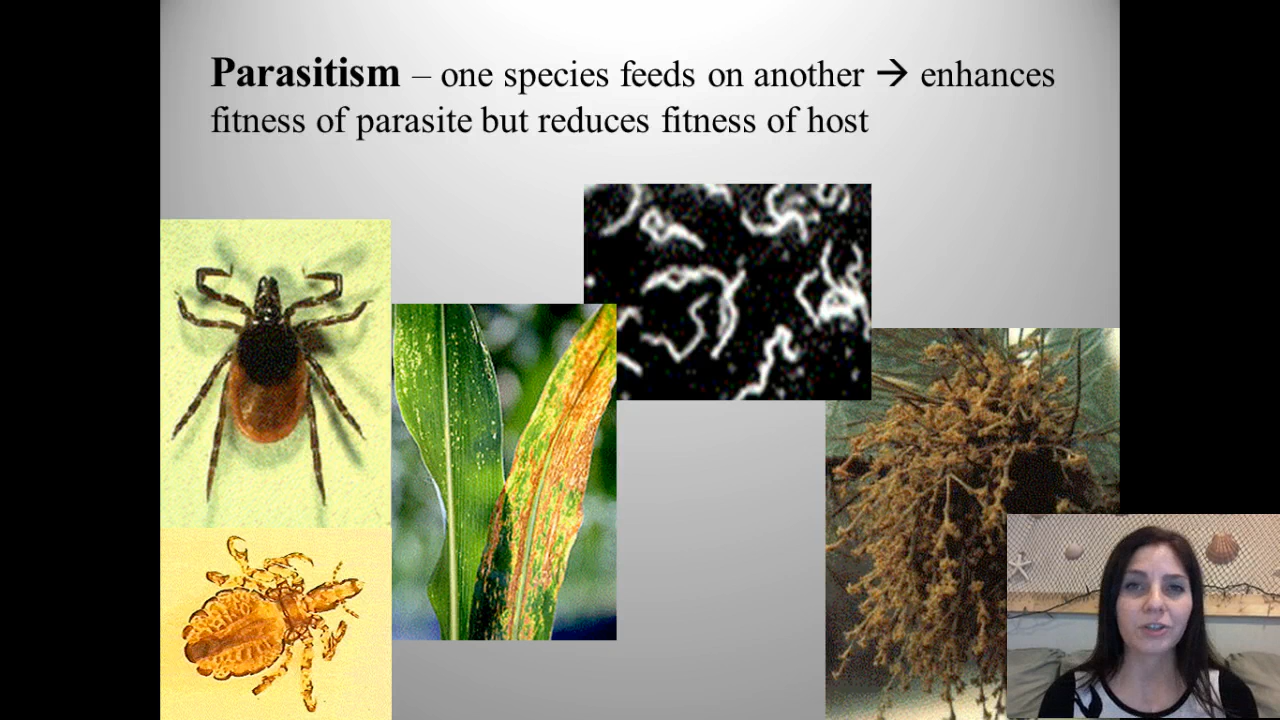 Parasitism – one species feeds on another → enhances
fitness of parasite but reduces fitness of host